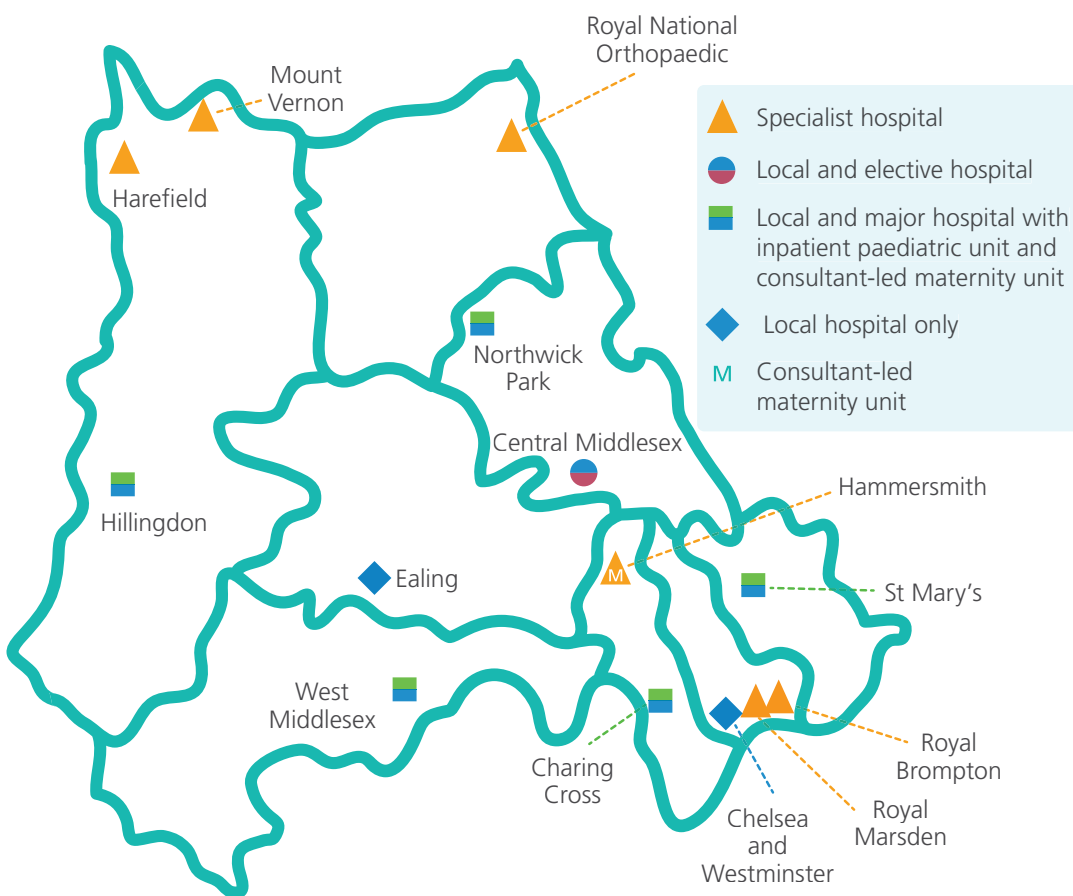 Royal National
Orthopaedic
Mount
Vernon
Harefield
Specialist hospital
Local and elective hospital
Local and major hospital with
inpatient paediatric unit and
consultant-led maternity unit
Local hospital only
M
Consultant-led
maternity unit
Northwick
Park
Central Middlesex
Hammersmith
Hillingdon
M
Ealing
St Mary's
West
Middlesex
Charing
Cross
Royal
Brompton
Royal
Marsden
Chelsea
and
Westminster